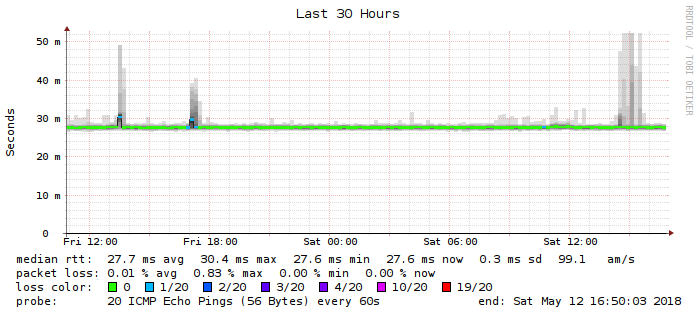 Last 30 Hours
RRDTOOL / TOBI OETIKER
Seconds
50 m
40 m
30 m
20 m
10 m
0
Fri 12:00 Fri 18:00 Sat 00:00 Sat 06:00 Sat 12:00
median rtt: 27.7 ms avg 30.4 ms max 27.6 ms min 27.6 ms now 0.3 ms sd 99.1 am/s
packet loss: 0.01 % avg 0.83 % max 0.00 % min 0.00 % now
loss color: 0 1/20 2/20 3/20 4/20 10/20 19/20
probe: 20 ICMP Echo Pings (56 Bytes) every 60s end: Sat May 12 16:50:03 2018